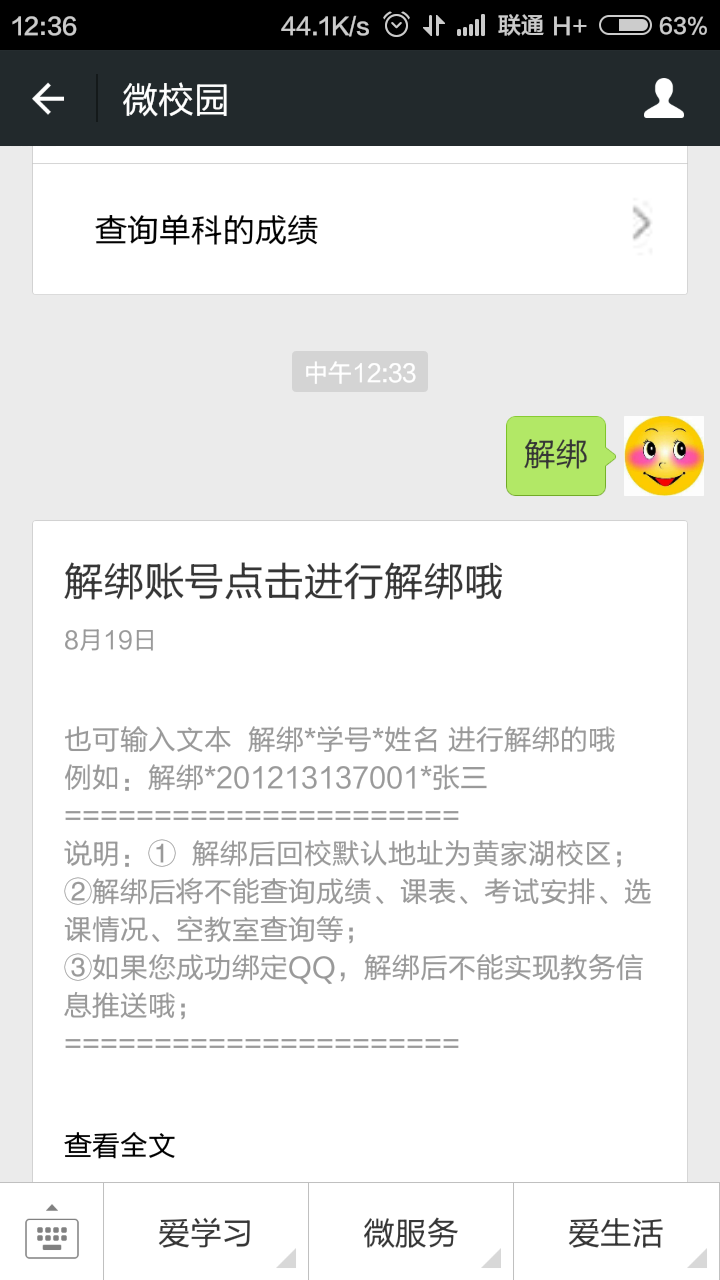 12:36 44.1K/s 联通 H+ 63%
微校园
查询单科的成绩
中午12:33
解绑
解绑账号点击进行解绑哦
8月19日
也可输入文本 解绑*学号*姓名 进行解绑的哦
例如：解绑*201213137001*张三
======================
说明：① 解绑后回校默认地址为黄家湖校区；
②解绑后将不能查询成绩、课表、考试安排、选
课情况、空教室查询等；
③如果您成功绑定QQ，解绑后不能实现教务信
息推送哦；
======================
查看全文
爱学习 微服务 爱生活